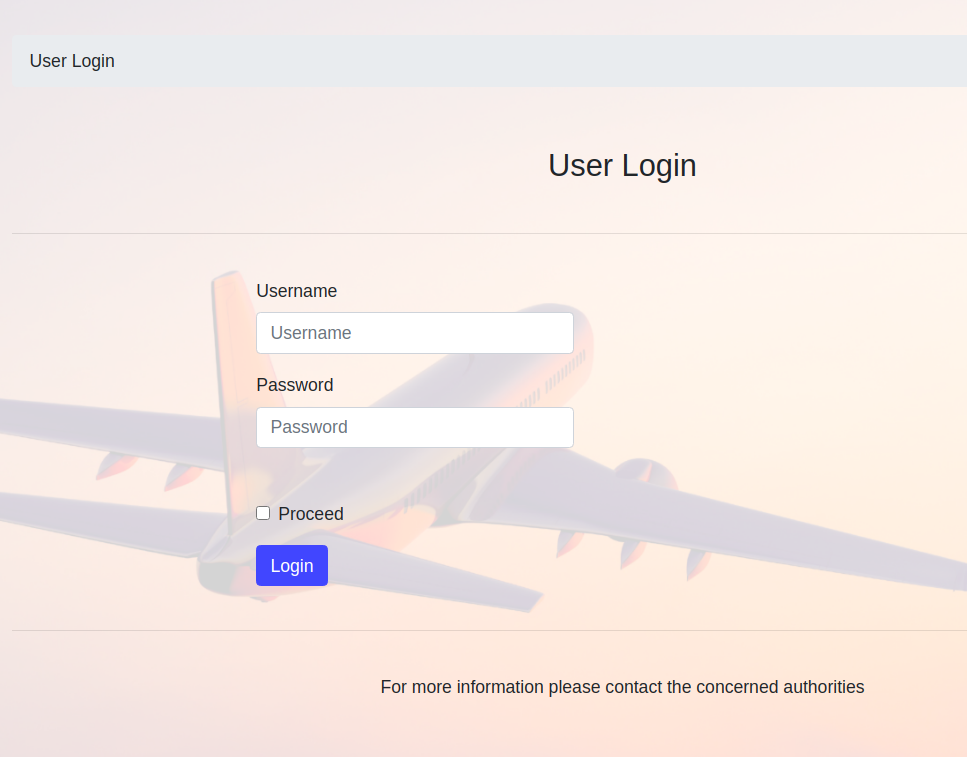 User Login
User Login
Username
Username
Password
Password
Proceed
Login
For more information please contact the concerned authorities